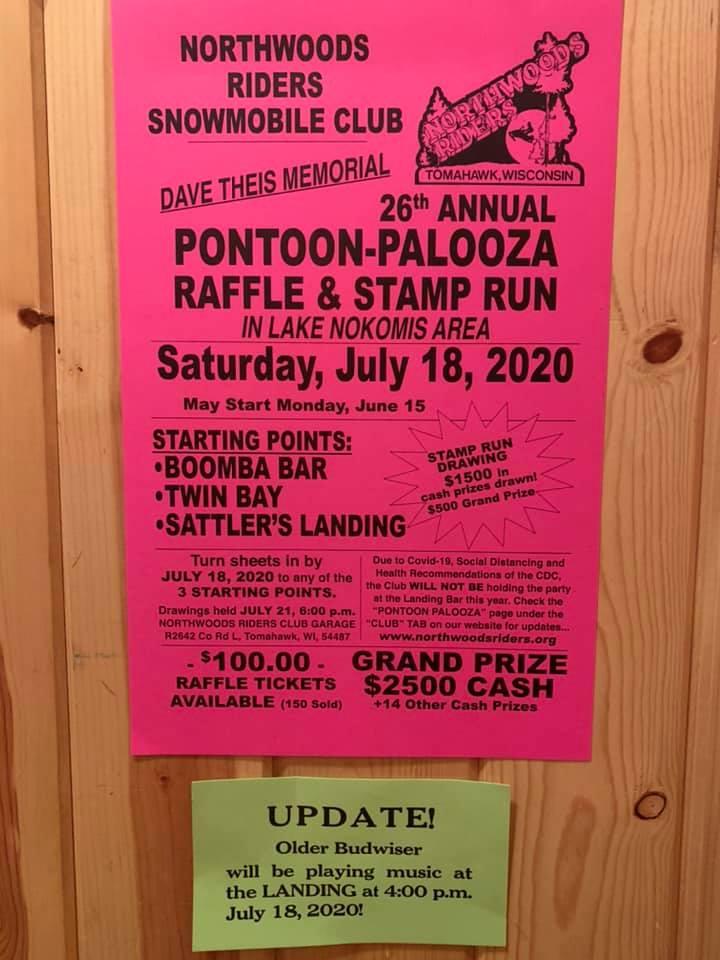 NORTHWOODS
RIDERS
SNOWMOBILE CLUB
NORTHWOODS
RIDERS
TOMAHAWK, WISCONSIN
DAVE THEIS MEMORIAL
26th ANNUAL
PONTOON-PALOOZA
RAFFLE & STAMP RUN
IN LAKE NOKOMIS AREA
Saturday, July 18, 2020
May Start Monday, June 15
STARTING POINTS:
•BOOMBA BAR
•TWIN BAY
•SATTLER'S LANDING
STAMP RUN
DRAWING
$1500 in
cash prizes drawn!
$500 Grand Prize
Turn sheets in by
JULY 18, 2020 to any of the
3 STARTING POINTS.
Drawings held JULY 21, 6:00 p.m.
NORTHWOODS RIDERS CLUB GARAGE
R2642 Co Rd L, Tomahawk, WI, 54487
Due to Covid-19, Social Distancing and
Health Recommendations of the CDC,
the Club WILL NOT BE holding the party
at the Landing Bar this year. Check the
"PONTOON PALOOZA" page under the
"CLUB" TAB on our website for updates...
www.northwoodsriders.org
- $100.00 -
RAFFLE TICKETS
AVAILABLE (150 Sold)
GRAND PRIZE
$2500 CASH
+14 Other Cash Prizes
UPDATE!
Older Budwiser
will be playing music at
the LANDING at 4:00 p.m.
July 18, 2020!